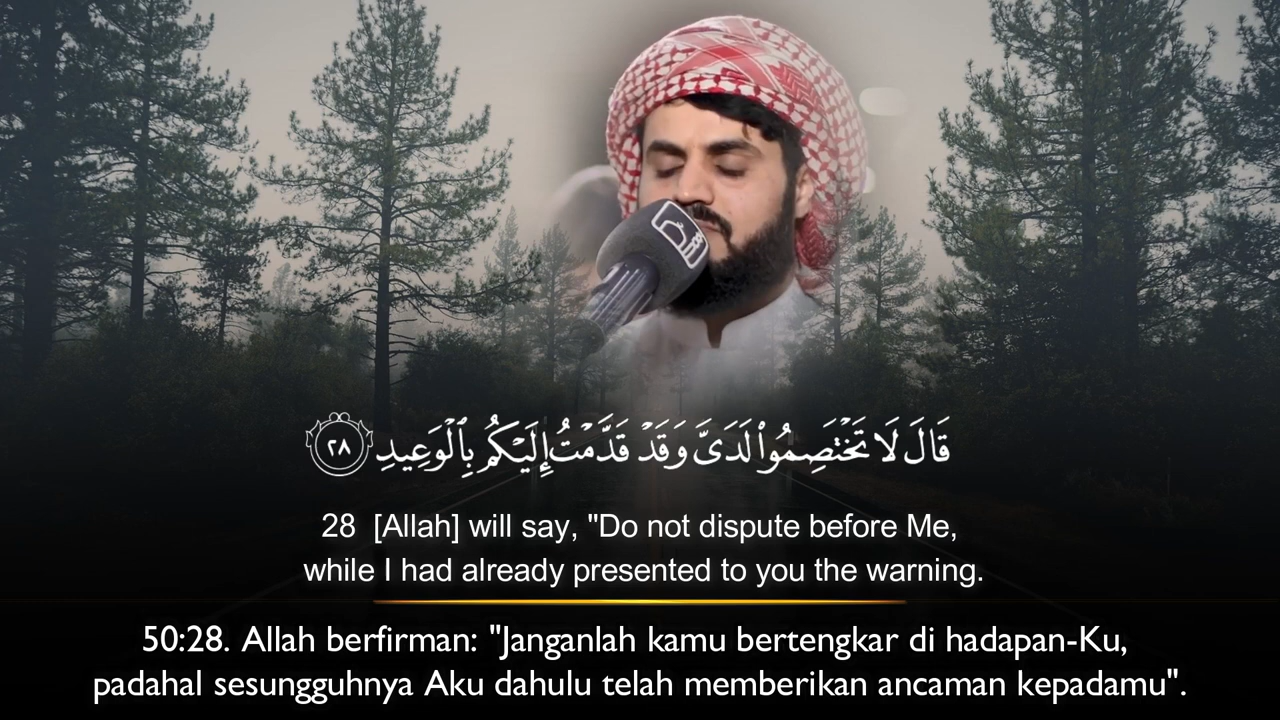 قَالَ لَا تَخْتَصِمُوا۟ لَدَىَّ وَقَدْ قَدَّمْتُ إِلَيْكُم بِٱلْوَعِيدِ ٢٨
28 [Allah] will say, "Do not dispute before Me,
while I had already presented to you the warning.
50:28. Allah berfirman: "Janganlah kamu bertengkar di hadapan-Ku,
padahal sesungguhnya Aku dahulu telah memberikan ancaman kepadamu".